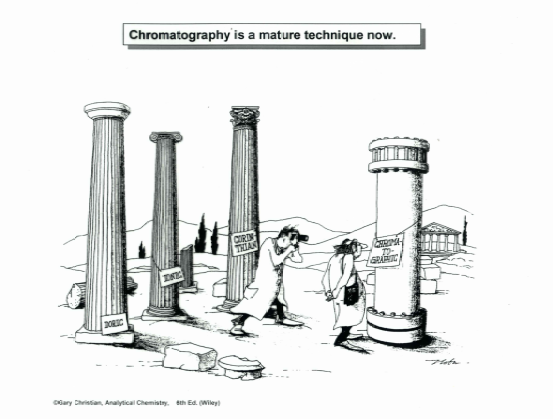 Chromatography is a mature technique now.
DORIC
IONIC
CORIN-
THIAN
CHROMA-
TO-
GRAPHIC
©Gary Christian, Analytical Chemistry, 6th Ed. (Wiley)